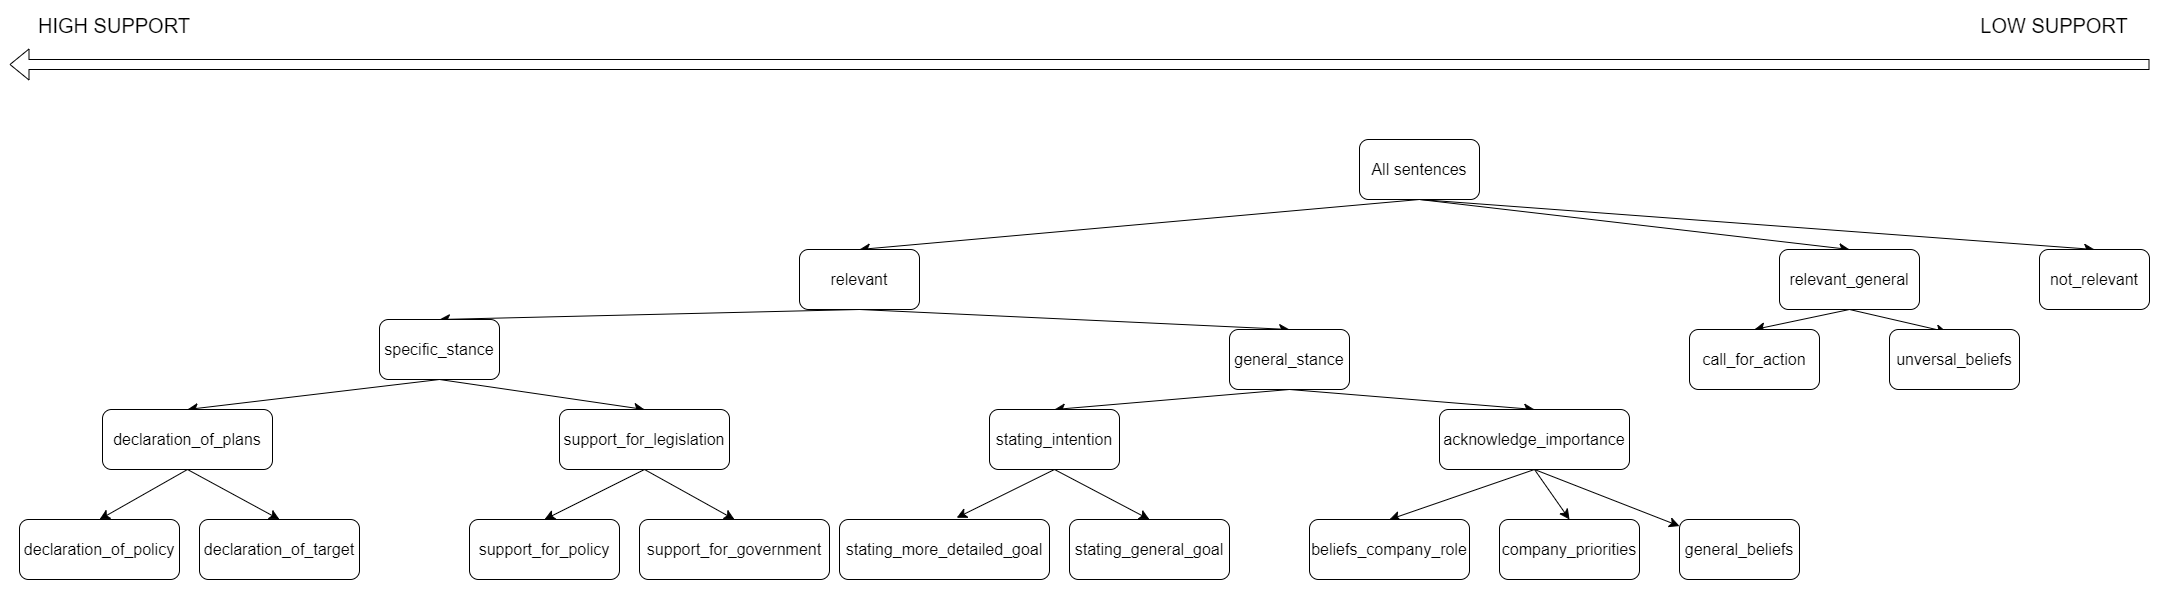 HIGH SUPPORT
LOW SUPPORT
All sentences
relevant
relevant_general
not_relevant
specific_stance
general_stance
call_for_action
unversal_beliefs
declaration_of_plans
support_for_legislation
stating_intention
acknowledge_importance
declaration_of_policy
declaration_of_target
support_for_policy
support_for_government
stating_more_detailed_goal
stating_general_goal
beliefs_company_role
company_priorities
general_beliefs